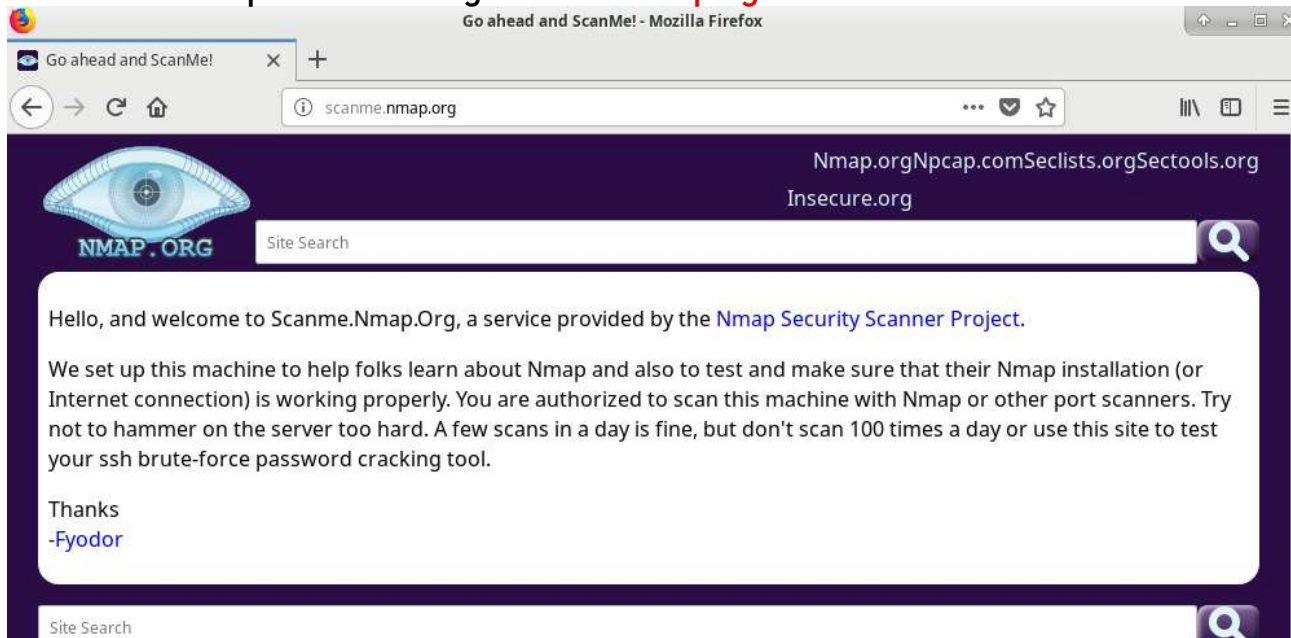 Go ahead and ScanMe! - Mozilla Firefox
Go ahead and ScanMe!
scanme.nmap.org
Nmap.orgNpcap.comSeclists.orgSectools.org
Insecure.org
NMAP.ORG
Site Search
Hello, and welcome to Scanme.Nmap.Org, a service provided by the Nmap Security Scanner Project.
We set up this machine to help folks learn about Nmap and also to test and make sure that their Nmap installation (or
Internet connection) is working properly. You are authorized to scan this machine with Nmap or other port scanners. Try
not to hammer on the server too hard. A few scans in a day is fine, but don't scan 100 times a day or use this site to test
your ssh brute-force password cracking tool.
Thanks
-Fyodor
Site Search